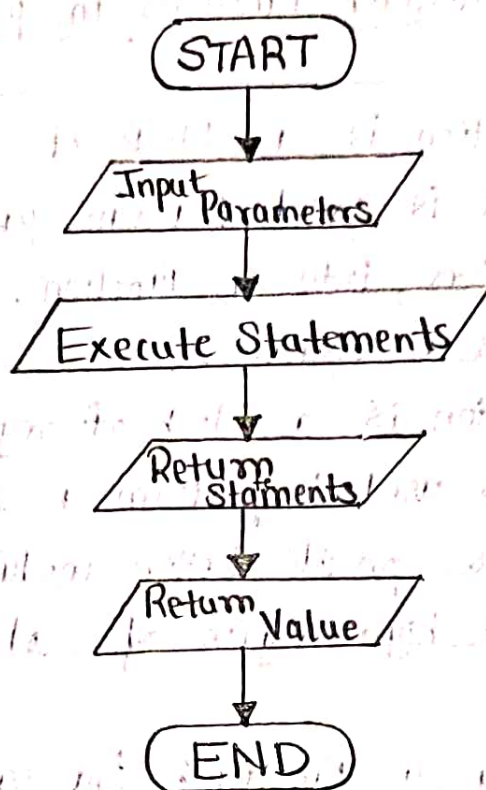 START
Input
Parameters
Execute Statements
Return
Staments
Return
Value
END